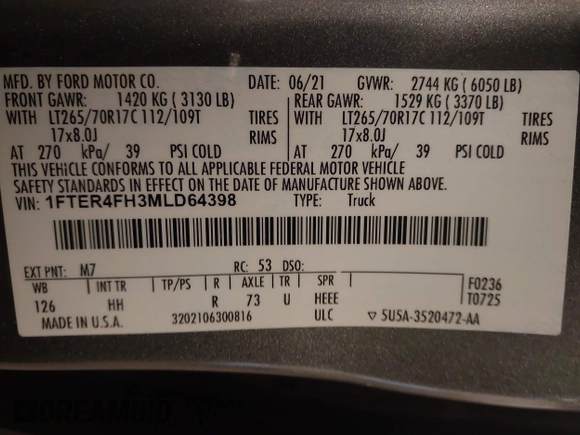 MFD. BY FORD MOTOR CO. DATE: 06/21 GVWR: 2744 KG ( 6050 LB)
FRONT GAWR: 1420 KG ( 3130 LB) REAR GAWR: 1529 KG ( 3370 LB)
WITH LT265/70R17C 112/109T TIRES WITH LT265/70R17C 112/109T TIRES
17x8.0J RIMS 17x8.0J RIMS
AT 270 kPa/ 39 PSI COLD AT 270 kPa/ 39 PSI COLD
THIS VEHICLE CONFORMS TO ALL APPLICABLE FEDERAL MOTOR VEHICLE
SAFETY STANDARDS IN EFFECT ON THE DATE OF MANUFACTURE SHOWN ABOVE.
VIN: 1FTER4FH3MLD64398 TYPE: Truck
EXT PNT: M7 RC: 53 DSO:
WB INT TR TP/PS R AXLE TR SPR F0236
126 HH R 73 U HEEE T0725
MADE IN U.S.A. 3202106300816 ULC ▽ 5U5A-3520472-AA
DREAMBID